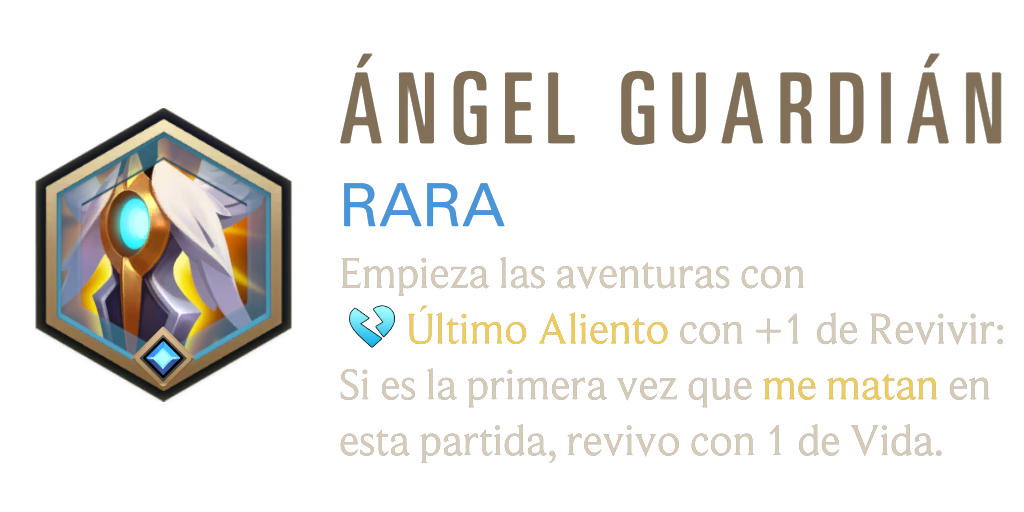 ÁNGEL GUARDIÁN
RARA
Empieza las aventuras con
Último Aliento con +1 de Revivir:
Si es la primera vez que me matan en
esta partida, revivo con 1 de Vida.